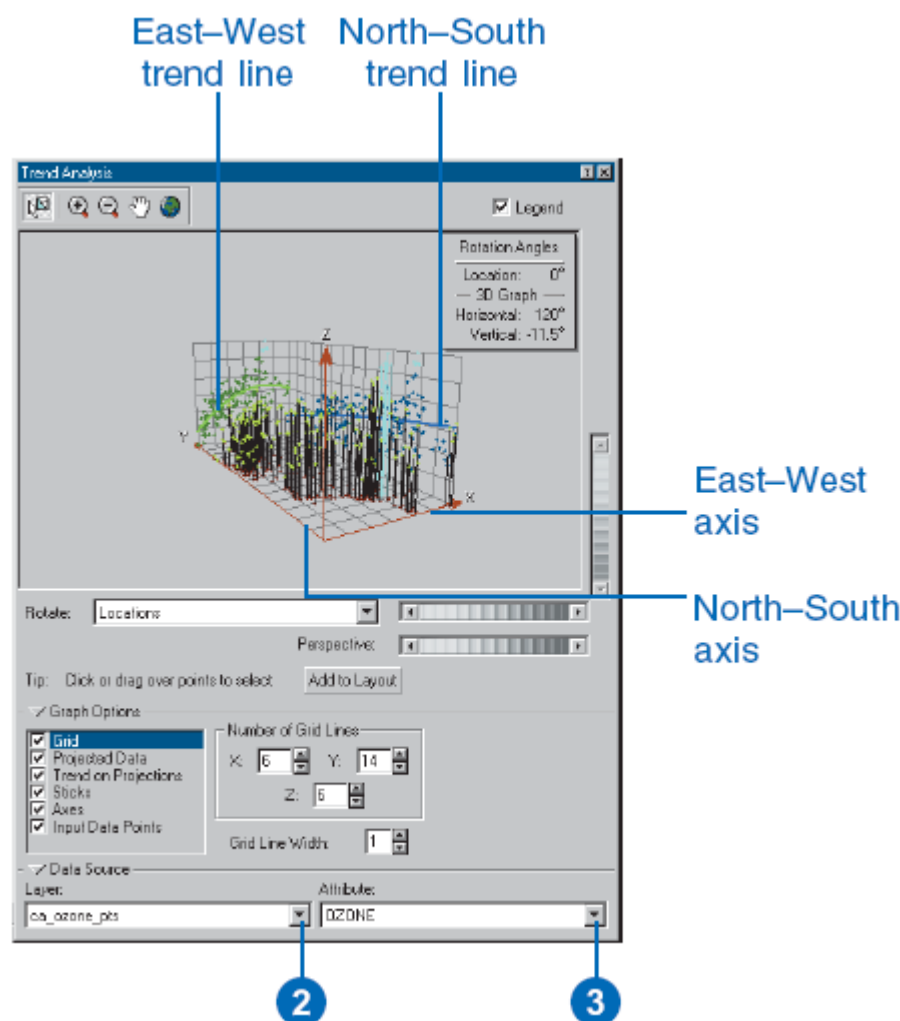 East–West
trend line
North–South
trend line
Trend Analysis
Legend
Rotation Angles
Location: 0°
3D Graph
Horizontal: 120°
Vertical: -11.5°
Z
Y
X
East–West
axis
North–South
axis
Rotate: Locations
Perspective:
Tip: Click or drag over points to select Add to Layout
Graph Options
Grid
Projected Data
Trend on Projections
Sticks
Axes
Input Data Points
Number of Grid Lines
X: 6 Y: 14
Z: 6
Grid Line Width: 1
Data Source
Layer: Attribute:
ca_ozone_pts OZONE
2 3